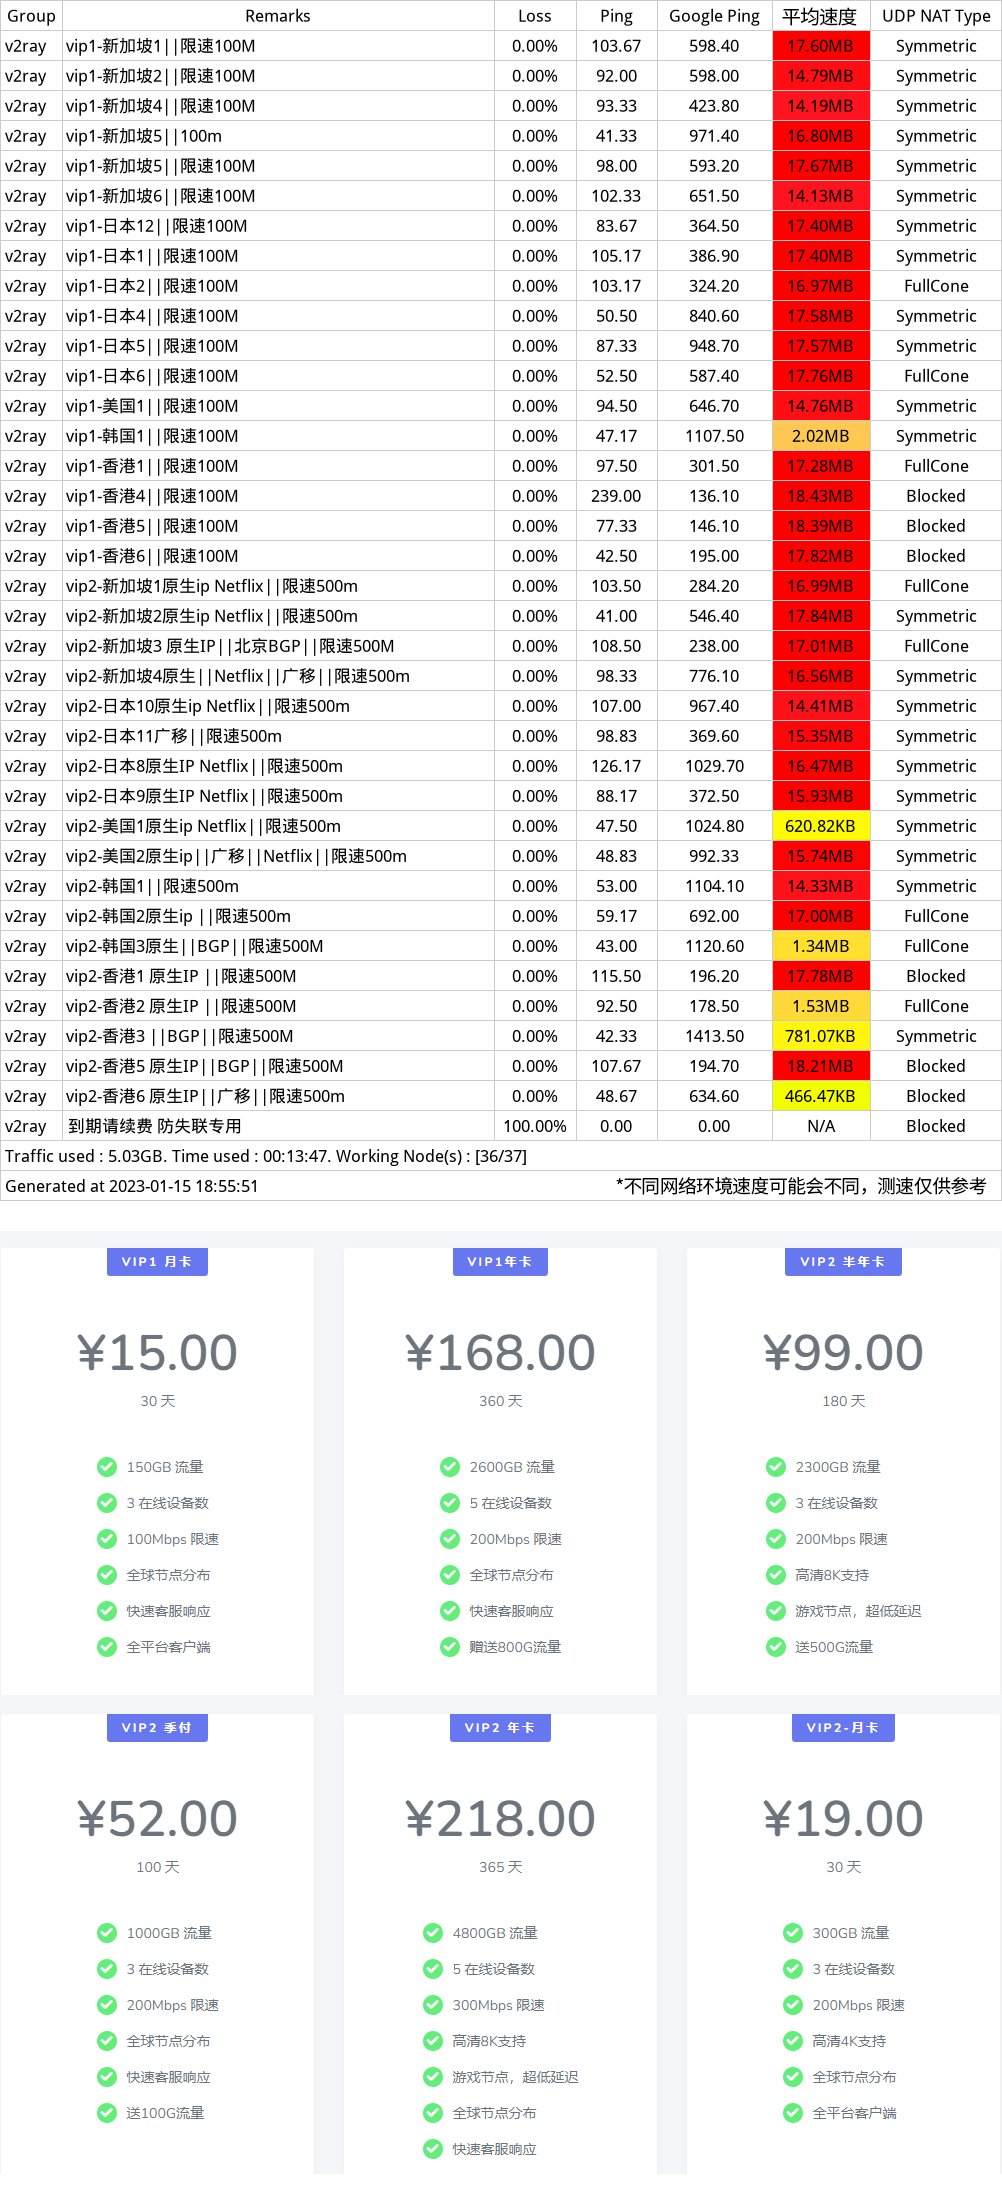 Group Remarks Loss Ping Google Ping 平均速度 UDP NAT Type
v2ray vip1-新加坡1||限速100M 0.00% 103.67 598.40 17.60MB Symmetric
v2ray vip1-新加坡2||限速100M 0.00% 92.00 598.00 14.79MB Symmetric
v2ray vip1-新加坡4||限速100M 0.00% 93.33 423.80 14.19MB Symmetric
v2ray vip1-新加坡5||100m 0.00% 41.33 971.40 16.80MB Symmetric
v2ray vip1-新加坡5||限速100M 0.00% 98.00 593.20 17.67MB Symmetric
v2ray vip1-新加坡6||限速100M 0.00% 102.33 651.50 14.13MB Symmetric
v2ray vip1-日本12||限速100M 0.00% 83.67 364.50 17.40MB Symmetric
v2ray vip1-日本1||限速100M 0.00% 105.17 386.90 17.40MB Symmetric
v2ray vip1-日本2||限速100M 0.00% 103.17 324.20 16.97MB FullCone
v2ray vip1-日本4||限速100M 0.00% 50.50 840.60 17.58MB Symmetric
v2ray vip1-日本5||限速100M 0.00% 87.33 948.70 17.57MB Symmetric
v2ray vip1-日本6||限速100M 0.00% 52.50 587.40 17.76MB FullCone
v2ray vip1-美国1||限速100M 0.00% 94.50 646.70 14.76MB Symmetric
v2ray vip1-韩国1||限速100M 0.00% 47.17 1107.50 2.02MB Symmetric
v2ray vip1-香港1||限速100M 0.00% 97.50 301.50 17.28MB FullCone
v2ray vip1-香港4||限速100M 0.00% 239.00 136.10 18.43MB Blocked
v2ray vip1-香港5||限速100M 0.00% 77.33 146.10 18.39MB Blocked
v2ray vip1-香港6||限速100M 0.00% 42.50 195.00 17.82MB Blocked
v2ray vip2-新加坡1原生ip Netflix||限速500m 0.00% 103.50 284.20 16.99MB FullCone
v2ray vip2-新加坡2原生ip Netflix||限速500m 0.00% 41.00 546.40 17.84MB Symmetric
v2ray vip2-新加坡3 原生IP||北京BGP||限速500M 0.00% 108.50 238.00 17.01MB FullCone
v2ray vip2-新加坡4原生||Netflix||广移||限速500m 0.00% 98.33 776.10 16.56MB Symmetric
v2ray vip2-日本10原生ip Netflix||限速500m 0.00% 107.00 967.40 14.41MB Symmetric
v2ray vip2-日本11广移||限速500m 0.00% 98.83 369.60 15.35MB Symmetric
v2ray vip2-日本8原生IP Netflix||限速500m 0.00% 126.17 1029.70 16.47MB Symmetric
v2ray vip2-日本9原生IP Netflix||限速500m 0.00% 88.17 372.50 15.93MB Symmetric
v2ray vip2-美国1原生ip Netflix||限速500m 0.00% 47.50 1024.80 620.82KB Symmetric
v2ray vip2-美国2原生ip||广移||Netflix||限速500m 0.00% 48.83 992.33 15.74MB Symmetric
v2ray vip2-韩国1||限速500m 0.00% 53.00 1104.10 14.33MB Symmetric
v2ray vip2-韩国2原生ip ||限速500m 0.00% 59.17 692.00 17.00MB FullCone
v2ray vip2-韩国3原生||BGP||限速500M 0.00% 43.00 1120.60 1.34MB FullCone
v2ray vip2-香港1 原生IP ||限速500M 0.00% 115.50 196.20 17.78MB Blocked
v2ray vip2-香港2 原生IP ||限速500M 0.00% 92.50 178.50 1.53MB FullCone
v2ray vip2-香港3 ||BGP||限速500M 0.00% 42.33 1413.50 781.07KB Symmetric
v2ray vip2-香港5 原生IP||BGP||限速500M 0.00% 107.67 194.70 18.21MB Blocked
v2ray vip2-香港6 原生IP||广移||限速500m 0.00% 48.67 634.60 466.47KB Blocked
v2ray 到期请续费 防失联专用 100.00% 0.00 0.00 N/A Blocked
Traffic used : 5.03GB. Time used : 00:13:47. Working Node(s) : [36/37]
Generated at 2023-01-15 18:55:51 *不同网络环境速度可能会不同，测速仅供参考
VIP1 月卡
¥15.00
30 天
150GB 流量
3 在线设备数
100Mbps 限速
全球节点分布
快速客服响应
全平台客户端
VIP1年卡
¥168.00
360 天
2600GB 流量
5 在线设备数
200Mbps 限速
全球节点分布
快速客服响应
赠送800G流量
VIP2 半年卡
¥99.00
180 天
2300GB 流量
3 在线设备数
200Mbps 限速
高清8K支持
游戏节点，超低延迟
送500G流量
VIP2 季付
¥52.00
100 天
1000GB 流量
3 在线设备数
200Mbps 限速
全球节点分布
快速客服响应
送100G流量
VIP2 年卡
¥218.00
365 天
4800GB 流量
5 在线设备数
300Mbps 限速
高清8K支持
游戏节点，超低延迟
全球节点分布
快速客服响应
VIP2-月卡
¥19.00
30 天
300GB 流量
3 在线设备数
200Mbps 限速
高清4K支持
全球节点分布
全平台客户端